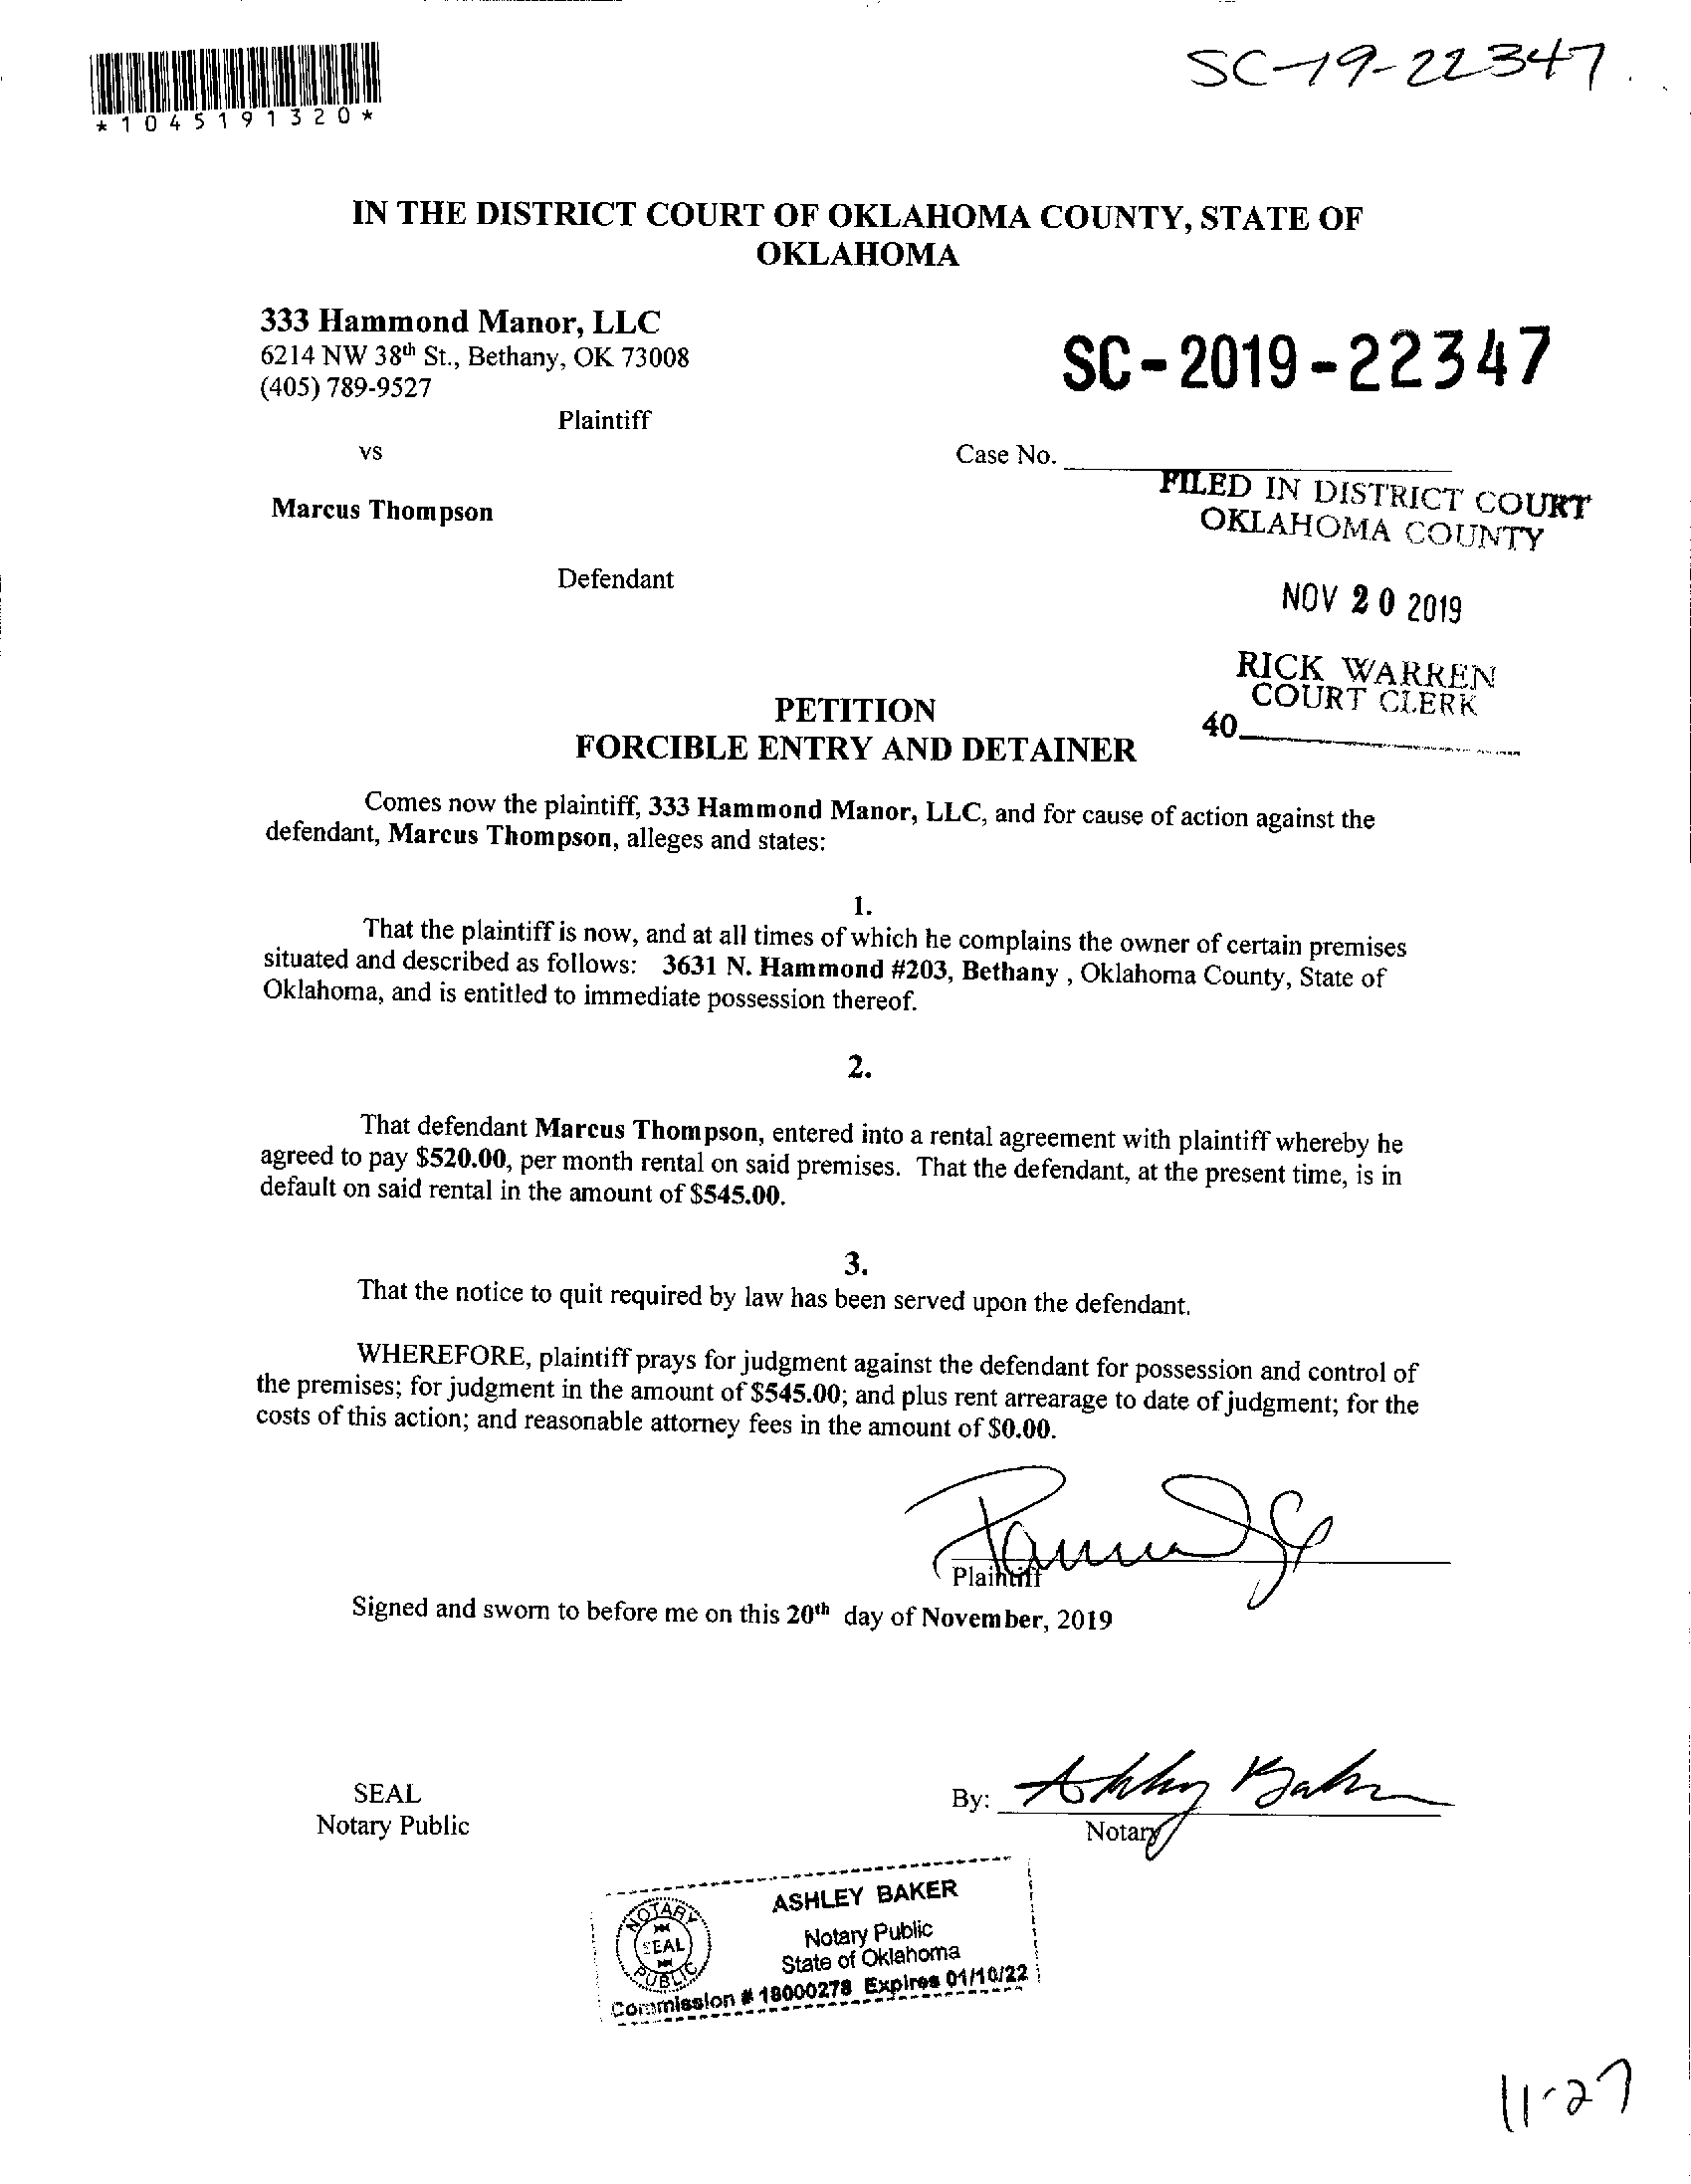 SC-19-22347
*1045191320*
IN THE DISTRICT COURT OF OKLAHOMA COUNTY, STATE OF
OKLAHOMA
333 Hammond Manor, LLC
6214 NW 38th St., Bethany, OK 73008
(405) 789-9527
SC-2019-22347
Plaintiff
vs
Case No.
FILED IN DISTRICT COURT
OKLAHOMA COUNTY
Marcus Thompson
Defendant
NOV 20 2019
RICK WARREN
COURT CLERK
40
PETITION
FORCIBLE ENTRY AND DETAINER
Comes now the plaintiff, 333 Hammond Manor, LLC, and for cause of action against the
defendant, Marcus Thompson, alleges and states:
1.
That the plaintiff is now, and at all times of which he complains the owner of certain premises
situated and described as follows: 3631 N. Hammond #203, Bethany , Oklahoma County, State of
Oklahoma, and is entitled to immediate possession thereof.
2.
That defendant Marcus Thompson, entered into a rental agreement with plaintiff whereby he
agreed to pay $520.00, per month rental on said premises. That the defendant, at the present time, is in
default on said rental in the amount of $545.00.
3.
That the notice to quit required by law has been served upon the defendant.
WHEREFORE, plaintiff prays for judgment against the defendant for possession and control of
the premises; for judgment in the amount of $545.00; and plus rent arrearage to date of judgment; for the
costs of this action; and reasonable attorney fees in the amount of $0.00.
Plaintiff
Signed and sworn to before me on this 20th day of November, 2019
SEAL
Notary Public
By: Ashley Baker
Notary
ASHLEY BAKER
Notary Public
State of Oklahoma
Commission # 18000278 Expires 01/10/22
NOTARY
SEAL
PUBLIC
11-27